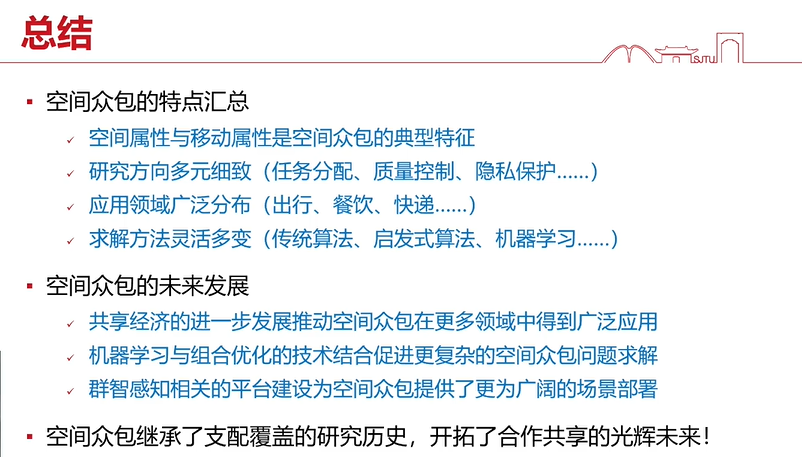 总结
空间众包的特点汇总
空间属性与移动属性是空间众包的典型特征
研究方向多元细致（任务分配、质量控制、隐私保护……）
应用领域广泛分布（出行、餐饮、快递……）
求解方法灵活多变（传统算法、启发式算法、机器学习……）
空间众包的未来发展
共享经济的进一步发展推动空间众包在更多领域中得到广泛应用
机器学习与组合优化的技术结合促进更复杂的空间众包问题求解
群智感知相关的平台建设为空间众包提供了更为广阔的场景部署
空间众包继承了支配覆盖的研究历史，开拓了合作共享的光辉未来！